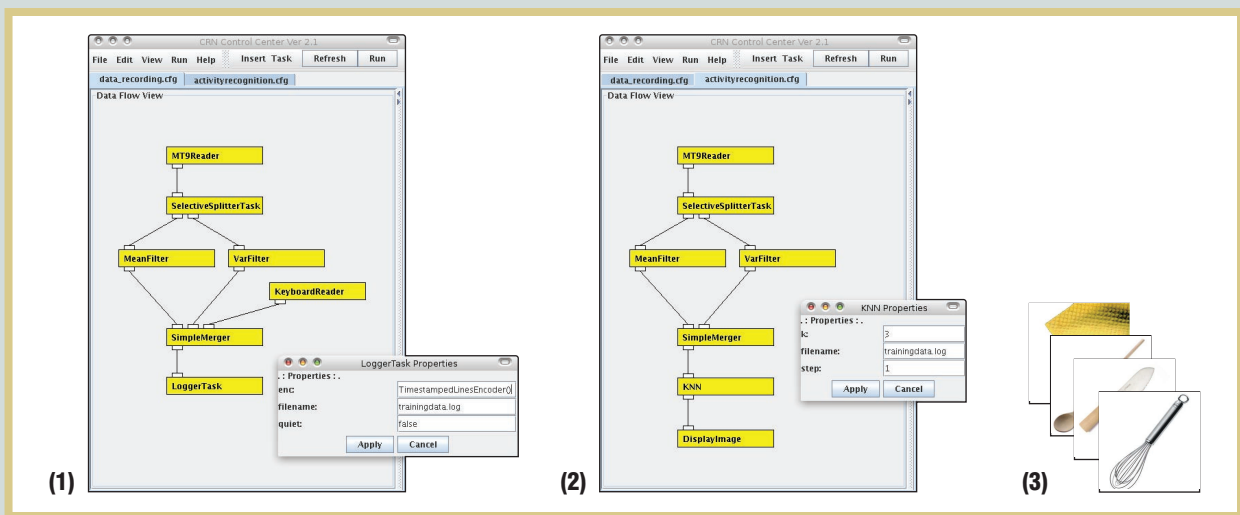 CRN Control Center Ver 2.1
File Edit View Run Help Insert Task Refresh Run
data_recording.cfg activityrecognition.cfg
Data Flow View
MT9Reader
SelectiveSplitterTask
MeanFilter VarFilter
KeyboardReader
SimpleMerger
LoggerTask
LoggerTask Properties
.: Properties :.
enc: TimestampedLinesEncoder()
filename: trainingdata.log
quiet: false
Apply Cancel
(1)
CRN Control Center Ver 2.1
File Edit View Run Help Insert Task Refresh Run
data_recording.cfg activityrecognition.cfg
Data Flow View
MT9Reader
SelectiveSplitterTask
MeanFilter VarFilter
SimpleMerger
KNN
DisplayImage
KNN Properties
.: Properties :.
k: 3
filename: trainingdata.log
step: 1
Apply Cancel
(2)
(3)